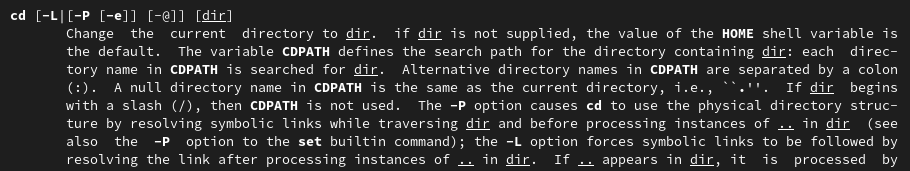 cd [-L|[-P [-e]] [-@]] [dir]
Change the current directory to dir. if dir is not supplied, the value of the HOME shell variable is
the default. The variable CDPATH defines the search path for the directory containing dir: each direc-
tory name in CDPATH is searched for dir. Alternative directory names in CDPATH are separated by a colon
(:). A null directory name in CDPATH is the same as the current directory, i.e., ``.''. If dir begins
with a slash (/), then CDPATH is not used. The -P option causes cd to use the physical directory struc-
ture by resolving symbolic links while traversing dir and before processing instances of .. in dir (see
also the -P option to the set builtin command); the -L option forces symbolic links to be followed by
resolving the link after processing instances of .. in dir. If .. appears in dir, it is processed by